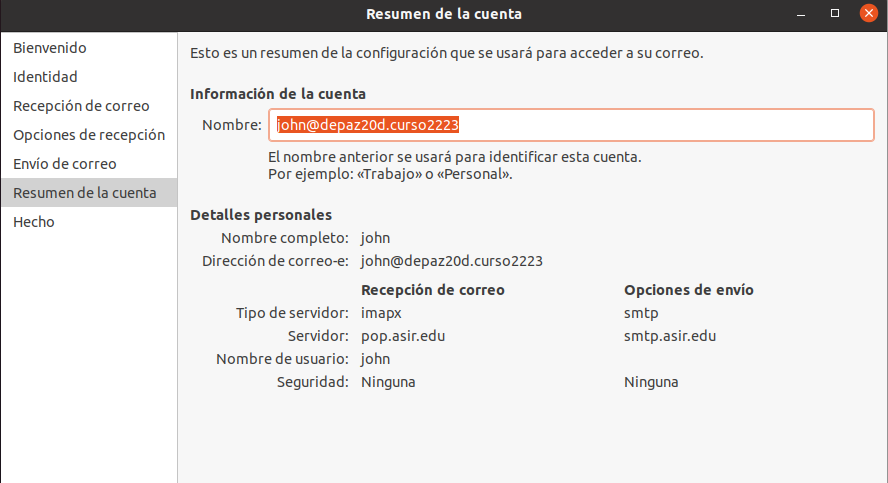 Resumen de la cuenta
Bienvenido
Identidad
Recepción de correo
Opciones de recepción
Envío de correo
Resumen de la cuenta
Hecho
Esto es un resumen de la configuración que se usará para acceder a su correo.
Información de la cuenta
Nombre: john@depaz20d.curso2223
El nombre anterior se usará para identificar esta cuenta.
Por ejemplo: «Trabajo» o «Personal».
Detalles personales
Nombre completo: john
Dirección de correo-e: john@depaz20d.curso2223
Recepción de correo Opciones de envío
Tipo de servidor: imapx smtp
Servidor: pop.asir.edu smtp.asir.edu
Nombre de usuario: john
Seguridad: Ninguna Ninguna